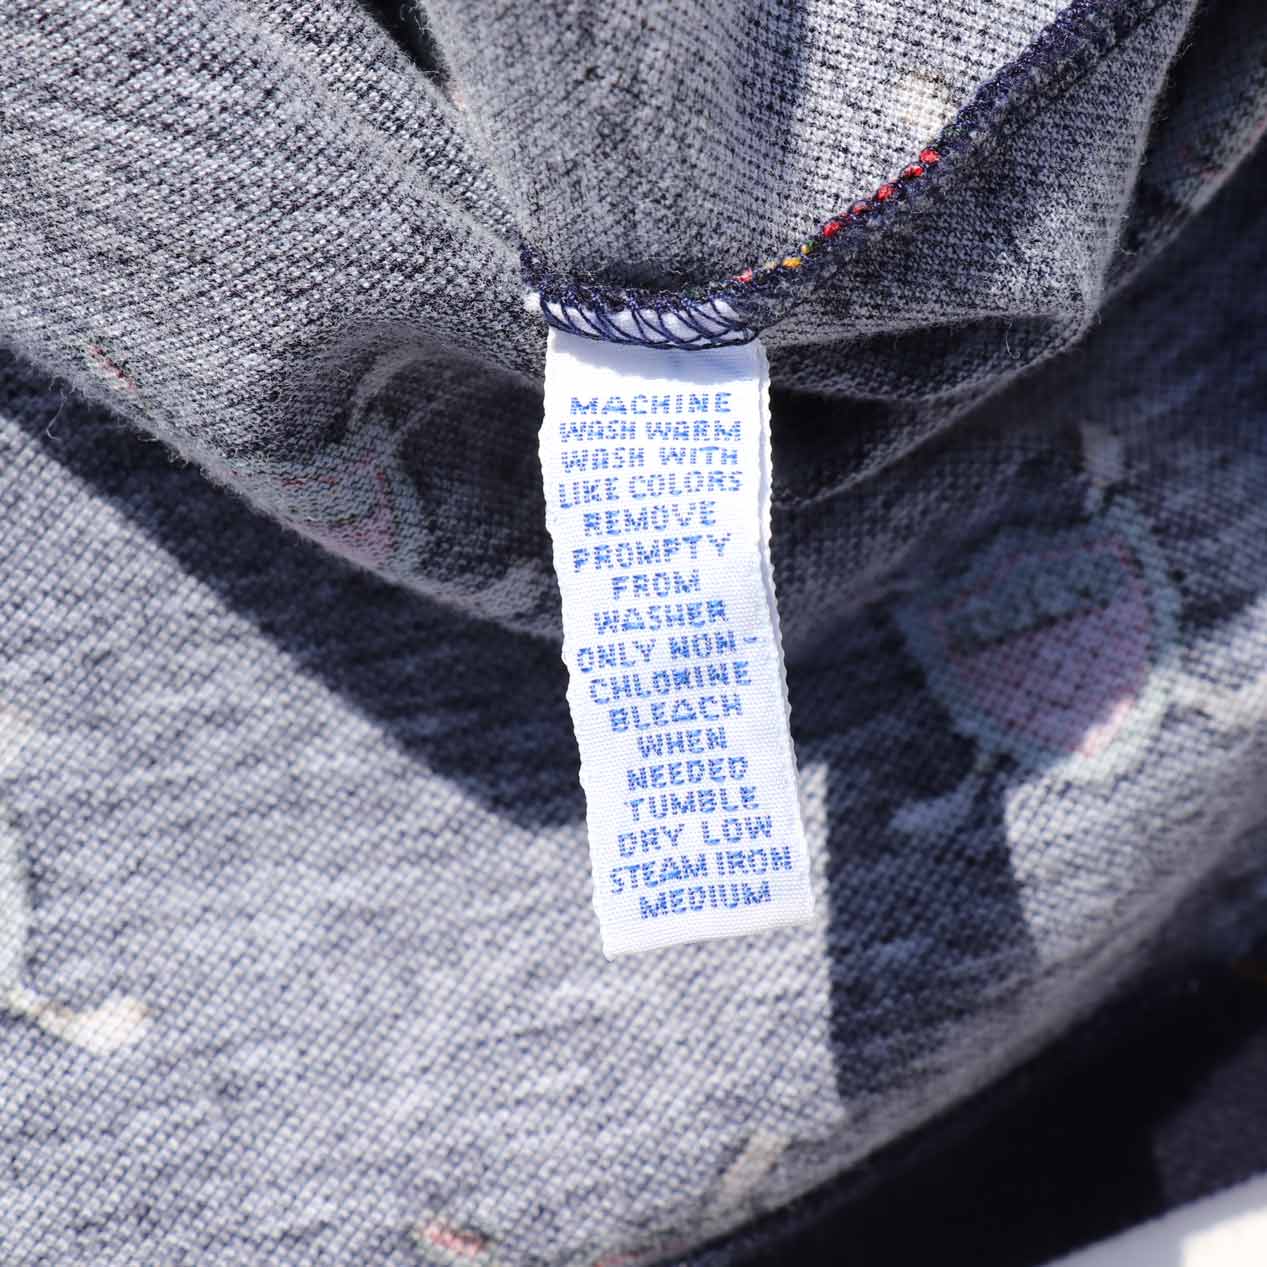 MACHINE
WASH WARM
WASH WITH
LIKE COLORS
REMOVE
PROMPTY
FROM
WASHER
ONLY NON-
CHLORINE
BLEACH
WHEN
NEEDED
TUMBLE
DRY LOW
STEAM IRON
MEDIUM